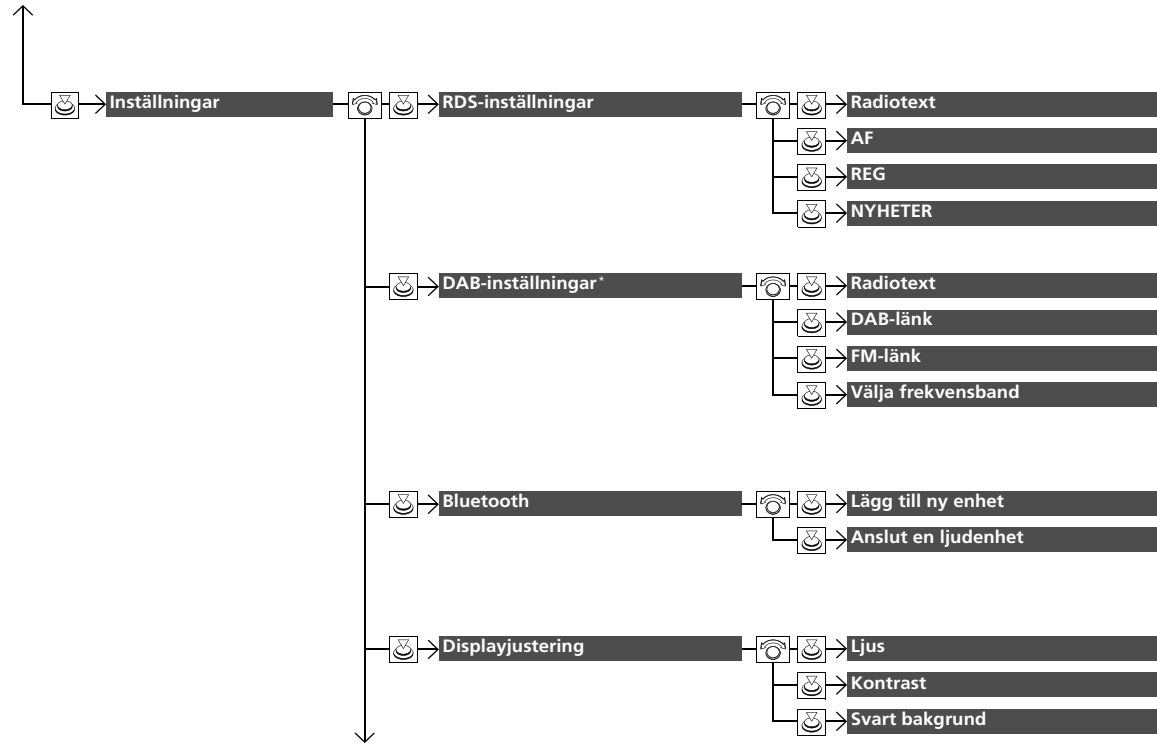 Inställningar
RDS-inställningar
Radiotext
AF
REG
NYHETER
DAB-inställningar*
Radiotext
DAB-länk
FM-länk
Välja frekvensband
Bluetooth
Lägg till ny enhet
Anslut en ljudenhet
Displayjustering
Ljus
Kontrast
Svart bakgrund